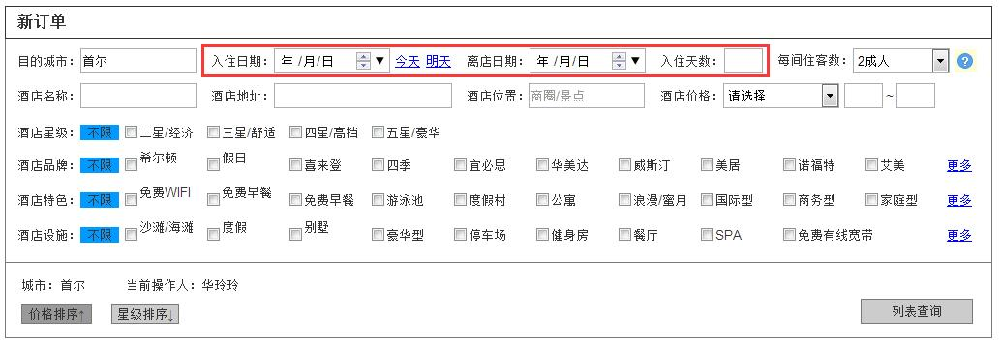 新订单
目的城市： 首尔 入住日期： 年 /月/日 今天 明天 离店日期： 年 /月/日 入住天数： 每间住客数： 2成人 ?
酒店名称： 酒店地址： 酒店位置： 商圈/景点 酒店价格： 请选择 ~
酒店星级： 不限 二星/经济 三星/舒适 四星/高档 五星/豪华
酒店品牌： 不限 希尔顿 假日 喜来登 四季 宜必思 华美达 威斯汀 美居 诺福特 艾美 更多
酒店特色： 不限 免费WIFI 免费早餐 免费早餐 游泳池 度假村 公寓 浪漫/蜜月 国际型 商务型 家庭型 更多
酒店设施： 不限 沙滩/海滩 度假 别墅 豪华型 停车场 健身房 餐厅 SPA 免费有线宽带 更多
城市：首尔 当前操作人：华玲玲
价格排序↑ 星级排序↓ 列表查询